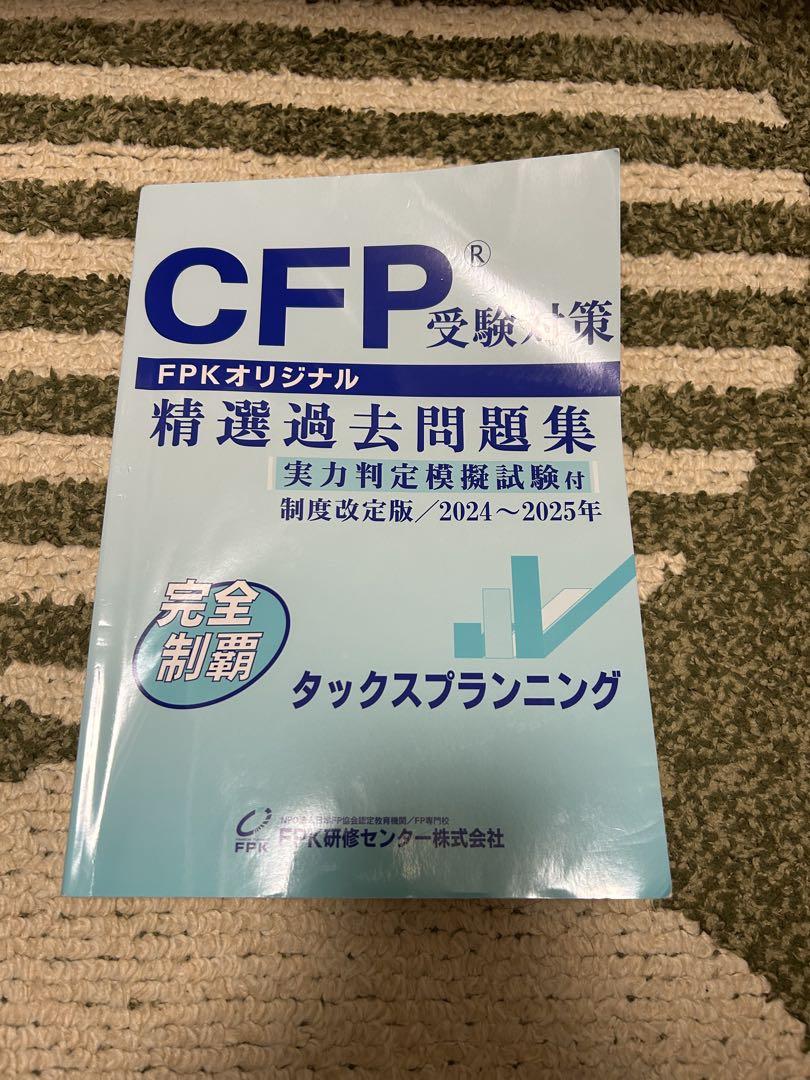 CFP®
受験対策
FPKオリジナル
精選過去問題集
実力判定模擬試験付
制度改定版／2024～2025年
完全
制覇
タックスプランニング
NPO法人日本FP協会認定教育機関／FP専門校
FPK
FPK研修センター株式会社